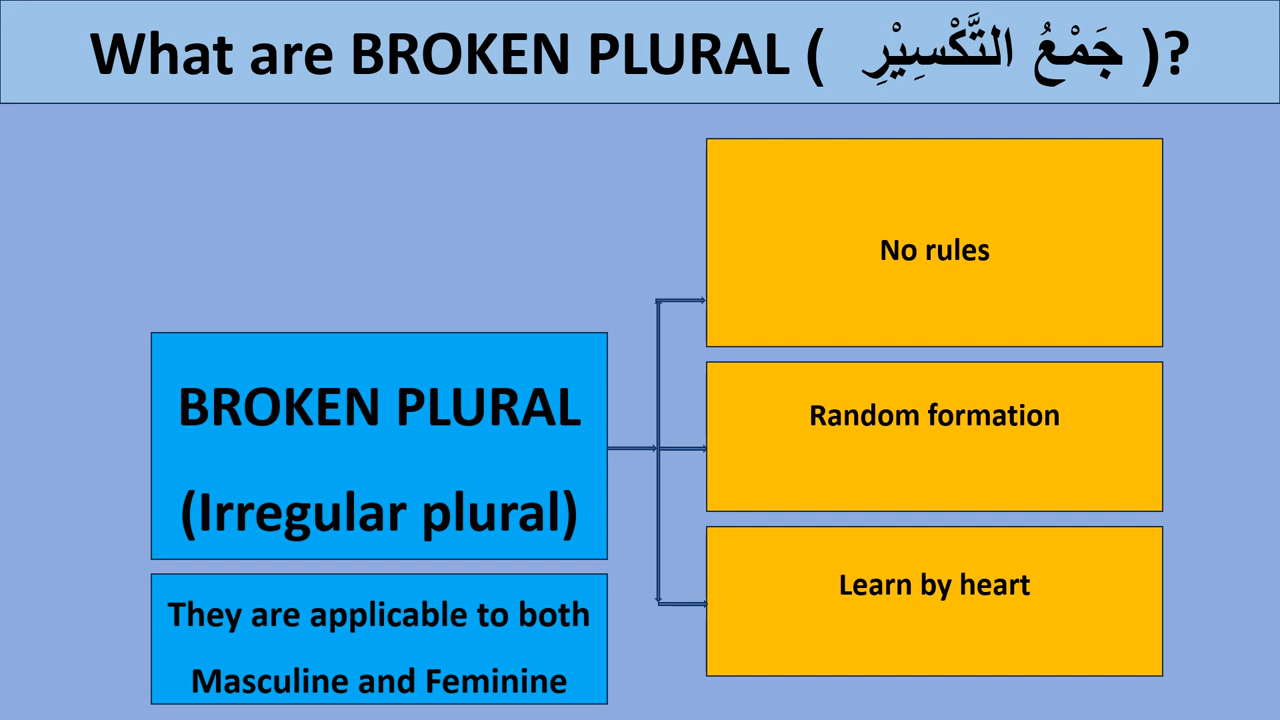 What are BROKEN PLURAL ( جَمْعُ التَّكْسِيْرِ )?
BROKEN PLURAL
(Irregular plural)
They are applicable to both
Masculine and Feminine
No rules
Random formation
Learn by heart